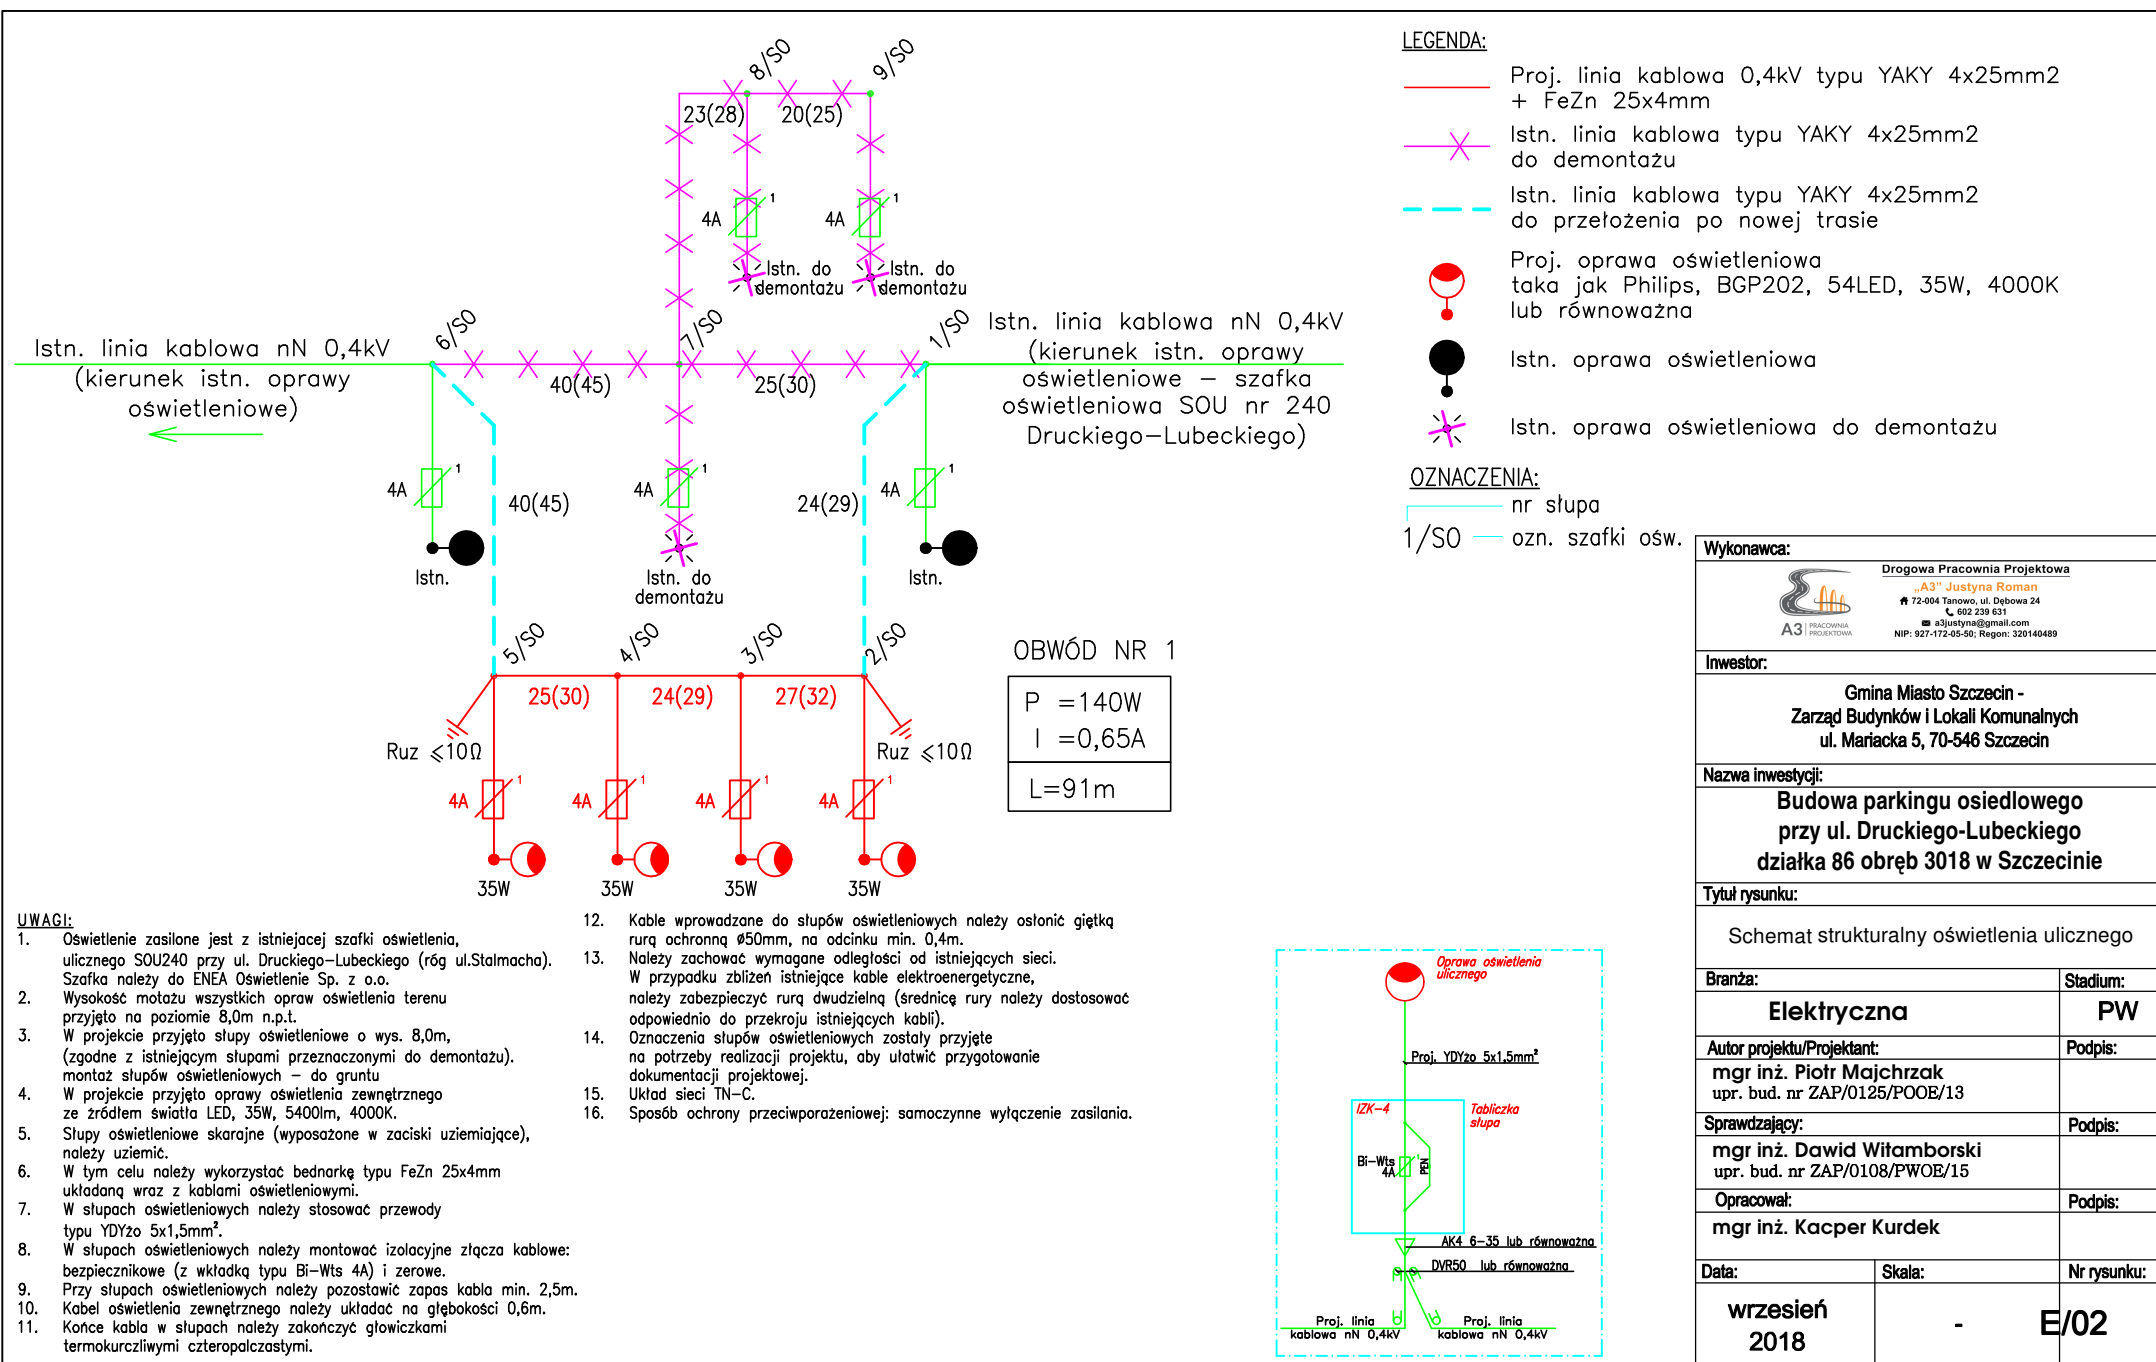 8/SO
9/SO
23(28)
20(25)
4A
1
4A
1
Istn. do
demontażu
Istn. do
demontażu
6/SO
7/SO
1/SO
Istn. linia kablowa nN 0,4kV
(kierunek istn. oprawy
oświetleniowe)
40(45)
25(30)
Istn. linia kablowa nN 0,4kV
(kierunek istn. oprawy
oświetleniowe – szafka
oświetleniowa SOU nr 240
Druckiego–Lubeckiego)
4A
1
40(45)
4A
1
24(29)
4A
1
Istn.
Istn. do
demontażu
Istn.
5/SO
4/SO
3/SO
2/SO
25(30)
24(29)
27(32)
Ruz ≤10Ω
Ruz ≤10Ω
4A
1
4A
1
4A
1
4A
1
35W
35W
35W
35W
OBWÓD NR 1
P =140W
I =0,65A
L=91m
LEGENDA:
Proj. linia kablowa 0,4kV typu YAKY 4x25mm2
+ FeZn 25x4mm
Istn. linia kablowa typu YAKY 4x25mm2
do demontażu
Istn. linia kablowa typu YAKY 4x25mm2
do przełożenia po nowej trasie
Proj. oprawa oświetleniowa
taka jak Philips, BGP202, 54LED, 35W, 4000K
lub równoważna
Istn. oprawa oświetleniowa
Istn. oprawa oświetleniowa do demontażu
OZNACZENIA:
nr słupa
1/SO
ozn. szafki ośw.
UWAGI:
1. Oświetlenie zasilone jest z istniejacej szafki oświetlenia,
ulicznego SOU240 przy ul. Druckiego–Lubeckiego (róg ul.Stalmacha).
Szafka należy do ENEA Oświetlenie Sp. z o.o.
2. Wysokość motażu wszystkich opraw oświetlenia terenu
przyjęto na poziomie 8,0m n.p.t.
3. W projekcie przyjęto słupy oświetleniowe o wys. 8,0m,
(zgodne z istniejącym słupami przeznaczonymi do demontażu).
montaż słupów oświetleniowych – do gruntu
4. W projekcie przyjęto oprawy oświetlenia zewnętrznego
ze źródłem światła LED, 35W, 5400lm, 4000K.
5. Słupy oświetleniowe skarajne (wyposażone w zaciski uziemiające),
należy uziemić.
6. W tym celu należy wykorzystać bednarkę typu FeZn 25x4mm
układaną wraz z kablami oświetleniowymi.
7. W słupach oświetleniowych należy stosować przewody
typu YDYżo 5x1,5mm².
8. W słupach oświetleniowych należy montować izolacyjne złącza kablowe:
bezpiecznikowe (z wkładką typu Bi–Wts 4A) i zerowe.
9. Przy słupach oświetleniowych należy pozostawić zapas kabla min. 2,5m.
10. Kabel oświetlenia zewnętrznego należy układać na głębokości 0,6m.
11. Końce kabla w słupach należy zakończyć głowiczkami
termokurczliwymi czteropalczastymi.
12. Kable wprowadzane do słupów oświetleniowych należy osłonić giętką
rurą ochronną ø50mm, na odcinku min. 0,4m.
13. Należy zachować wymagane odległości od istniejących sieci.
W przypadku zbliżeń istniejące kable elektroenergetyczne,
należy zabezpieczyć rurą dwudzielną (średnicę rury należy dostosować
odpowiednio do przekroju istniejących kabli).
14. Oznaczenia słupów oświetleniowych zostały przyjęte
na potrzeby realizacji projektu, aby ułatwić przygotowanie
dokumentacji projektowej.
15. Układ sieci TN–C.
16. Sposób ochrony przeciwporażeniowej: samoczynne wyłączenie zasilania.
Oprawa oświetlenia
ulicznego
Proj. YDYżo 5x1,5mm²
IZK–4
Tabliczka
słupa
Bi–Wts
4A
1
PEN
AK4 6–35 lub równoważna
DVR50 lub równoważna
Proj. linia
kablowa nN 0,4kV
Proj. linia
kablowa nN 0,4kV
Wykonawca:
A3 PRACOWNIA
PROJEKTOWA
Drogowa Pracownia Projektowa
„A3" Justyna Roman
72-004 Tanowo, ul. Dębowa 24
602 239 631
a3justyna@gmail.com
NIP: 927-172-05-50; Regon: 320140489
Inwestor:
Gmina Miasto Szczecin -
Zarząd Budynków i Lokali Komunalnych
ul. Mariacka 5, 70-546 Szczecin
Nazwa inwestycji:
Budowa parkingu osiedlowego
przy ul. Druckiego-Lubeckiego
działka 86 obręb 3018 w Szczecinie
Tytuł rysunku:
Schemat strukturalny oświetlenia ulicznego
Branża:
Stadium:
Elektryczna
PW
Autor projektu/Projektant:
Podpis:
mgr inż. Piotr Majchrzak
upr. bud. nr ZAP/0125/POOE/13
Sprawdzający:
Podpis:
mgr inż. Dawid Witamborski
upr. bud. nr ZAP/0108/PWOE/15
Opracował:
Podpis:
mgr inż. Kacper Kurdek
Data:
Skala:
Nr rysunku:
wrzesień
2018
-
E/02